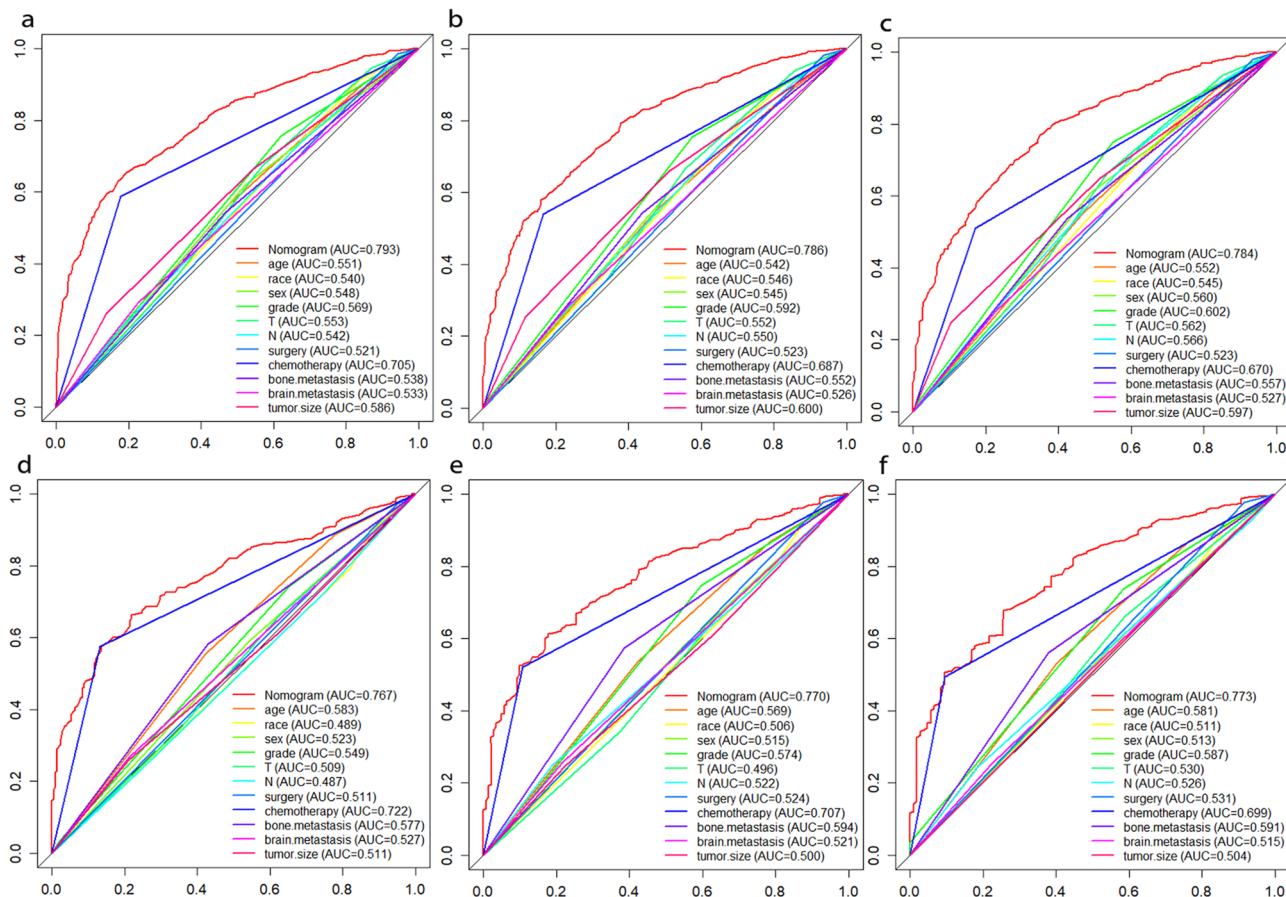 a
1.0
0.8
0.6
0.4
0.2
0.0
Nomogram (AUC=0.793)
age (AUC=0.551)
race (AUC=0.540)
sex (AUC=0.548)
grade (AUC=0.569)
T (AUC=0.553)
N (AUC=0.542)
surgery (AUC=0.521)
chemotherapy (AUC=0.705)
bone.metastasis (AUC=0.538)
brain.metastasis (AUC=0.533)
tumor.size (AUC=0.586)
0.0 0.2 0.4 0.6 0.8 1.0
b
1.0
0.8
0.6
0.4
0.2
0.0
Nomogram (AUC=0.786)
age (AUC=0.542)
race (AUC=0.546)
sex (AUC=0.545)
grade (AUC=0.592)
T (AUC=0.552)
N (AUC=0.550)
surgery (AUC=0.523)
chemotherapy (AUC=0.687)
bone.metastasis (AUC=0.552)
brain.metastasis (AUC=0.526)
tumor.size (AUC=0.600)
0.0 0.2 0.4 0.6 0.8 1.0
c
1.0
0.8
0.6
0.4
0.2
0.0
Nomogram (AUC=0.784)
age (AUC=0.552)
race (AUC=0.545)
sex (AUC=0.560)
grade (AUC=0.602)
T (AUC=0.562)
N (AUC=0.566)
surgery (AUC=0.523)
chemotherapy (AUC=0.670)
bone.metastasis (AUC=0.557)
brain.metastasis (AUC=0.527)
tumor.size (AUC=0.597)
0.0 0.2 0.4 0.6 0.8 1.0
d
1.0
0.8
0.6
0.4
0.2
0.0
Nomogram (AUC=0.767)
age (AUC=0.583)
race (AUC=0.489)
sex (AUC=0.523)
grade (AUC=0.549)
T (AUC=0.509)
N (AUC=0.487)
surgery (AUC=0.511)
chemotherapy (AUC=0.722)
bone.metastasis (AUC=0.577)
brain.metastasis (AUC=0.527)
tumor.size (AUC=0.511)
0.0 0.2 0.4 0.6 0.8 1.0
e
1.0
0.8
0.6
0.4
0.2
0.0
Nomogram (AUC=0.770)
age (AUC=0.569)
race (AUC=0.506)
sex (AUC=0.515)
grade (AUC=0.574)
T (AUC=0.496)
N (AUC=0.522)
surgery (AUC=0.524)
chemotherapy (AUC=0.707)
bone.metastasis (AUC=0.594)
brain.metastasis (AUC=0.521)
tumor.size (AUC=0.500)
0.0 0.2 0.4 0.6 0.8 1.0
f
1.0
0.8
0.6
0.4
0.2
0.0
Nomogram (AUC=0.773)
age (AUC=0.581)
race (AUC=0.511)
sex (AUC=0.513)
grade (AUC=0.587)
T (AUC=0.530)
N (AUC=0.526)
surgery (AUC=0.531)
chemotherapy (AUC=0.699)
bone.metastasis (AUC=0.591)
brain.metastasis (AUC=0.515)
tumor.size (AUC=0.504)
0.0 0.2 0.4 0.6 0.8 1.0